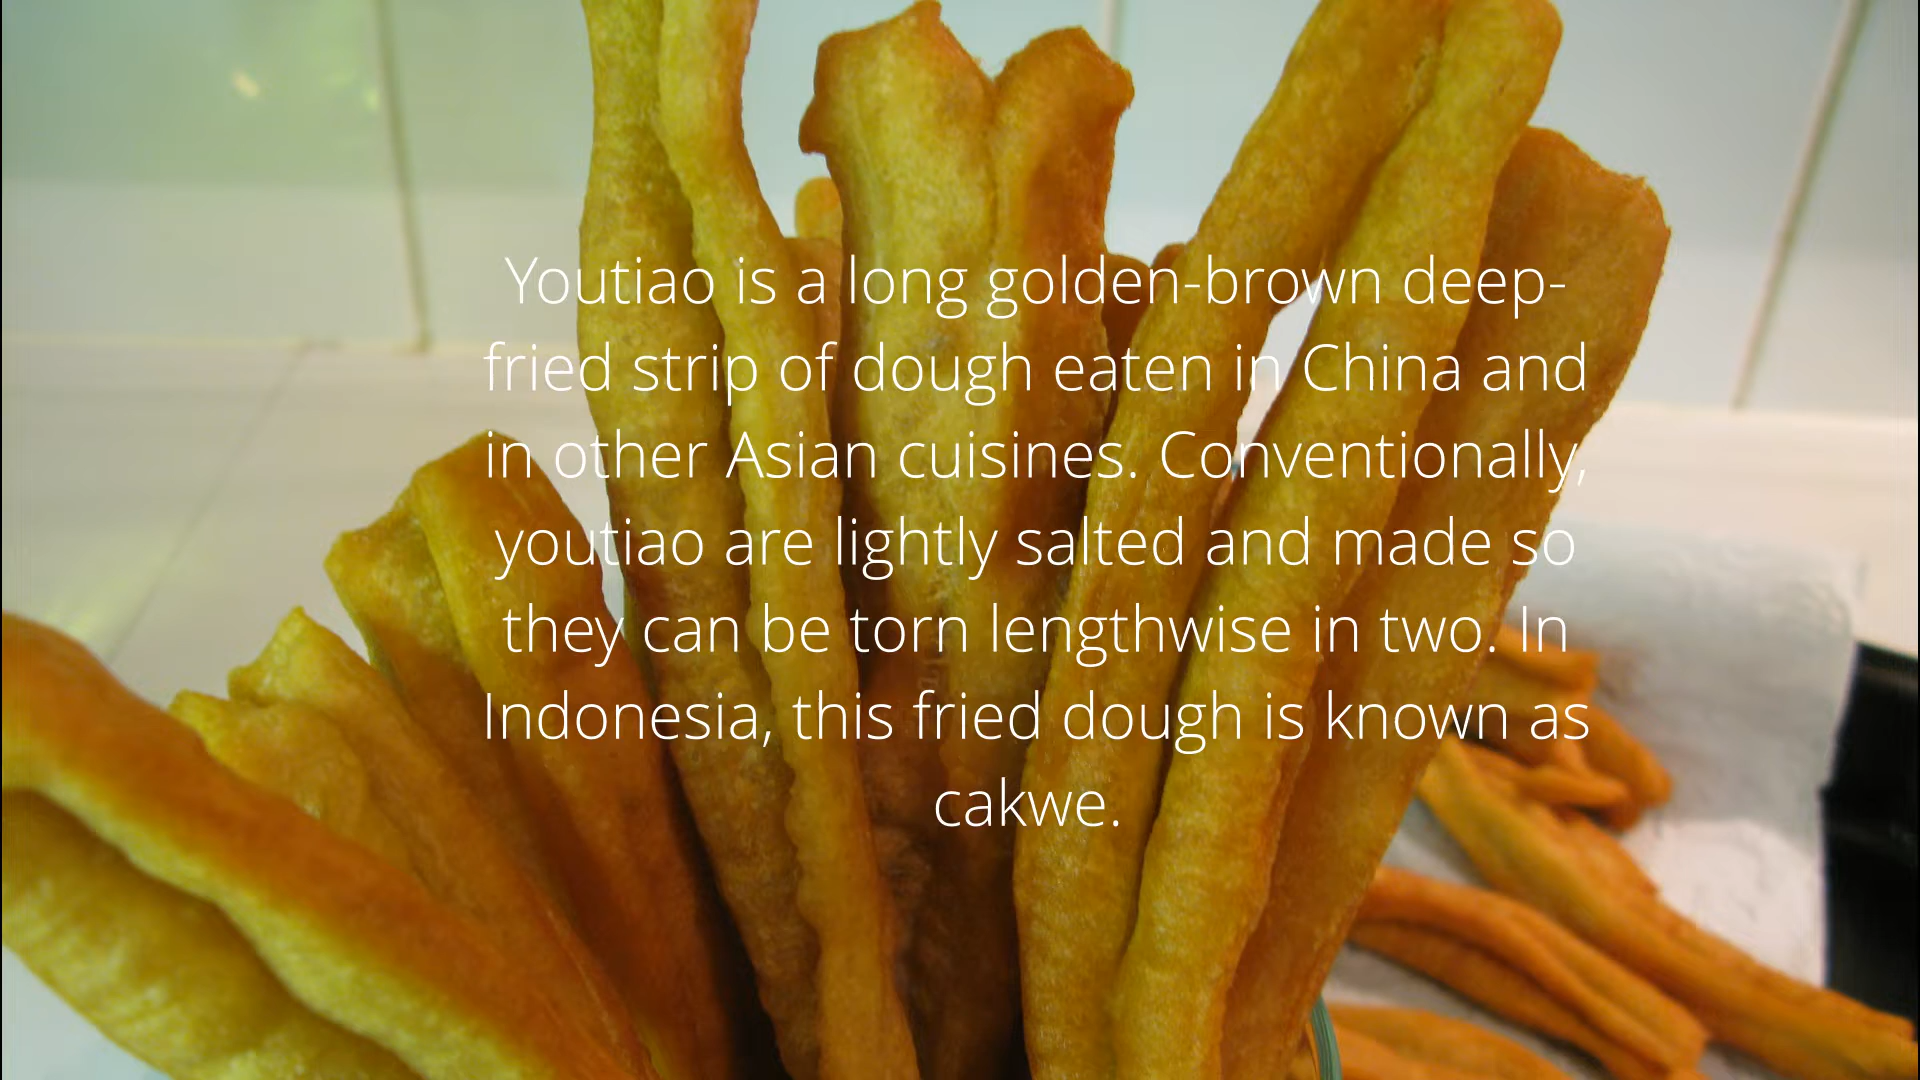 Youtiao is a long golden-brown deep-
fried strip of dough eaten in China and
in other Asian cuisines. Conventionally,
youtiao are lightly salted and made so
they can be torn lengthwise in two. In
Indonesia, this fried dough is known as
cakwe.